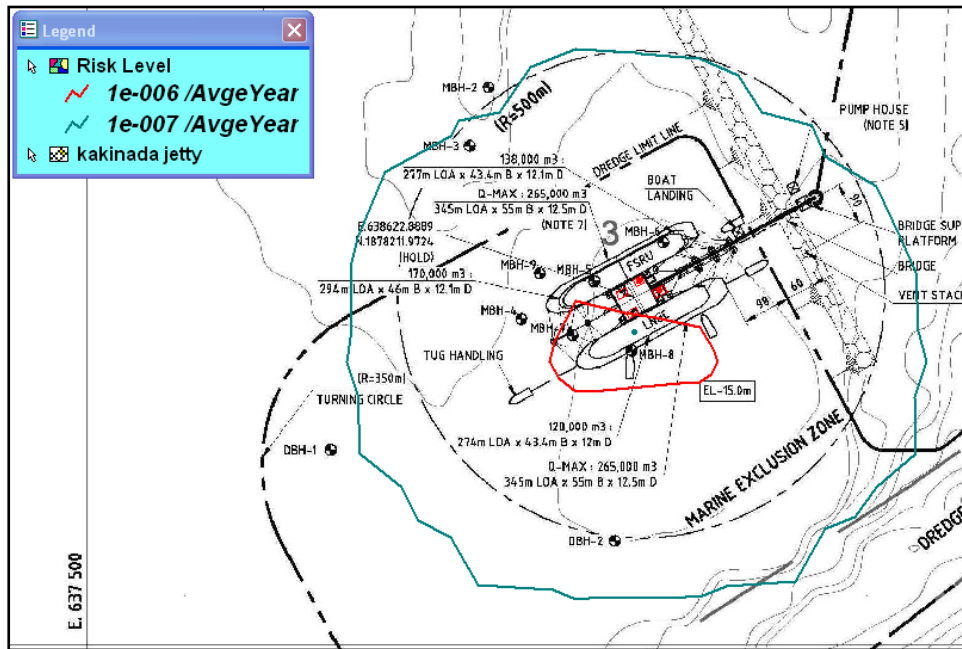 Legend
Risk Level
1e-006 /AvgeYear
1e-007 /AvgeYear
kakinada jetty
MBH-2
(R=500m)
PUMP HOUSE
(NOTE 5)
MBH-3
138,000 m3 :
277m LOA x 43.4m B x 12.1m D
DREDGE LIMIT LINE
BOAT
LANDING
Q-MAX : 265,000 m3
345m LOA x 55m B x 12.5m D
(NOTE 7)
90
3
MBH-6
E.638622.8889
N.1878211.9724
(HOLD)
BRIDGE SUP
PLATFORM
BRIDGE
FSRU
MBH-9
MBH-5
170,000 m3 :
294m LOA x 46m B x 12.1m D
60
98
VENT STACK
MBH-4
MBH-7
LNGC
MBH-8
TUG HANDLING
(R=350m)
TURNING CIRCLE
EL-15.0m
120,000 m3 :
274m LOA x 43.4m B x 12m D
DBH-1
Q-MAX : 265,000 m3
345m LOA x 55m B x 12.5m D
MARINE EXCLUSION ZONE
DBH-2
DREDG
E. 637 500